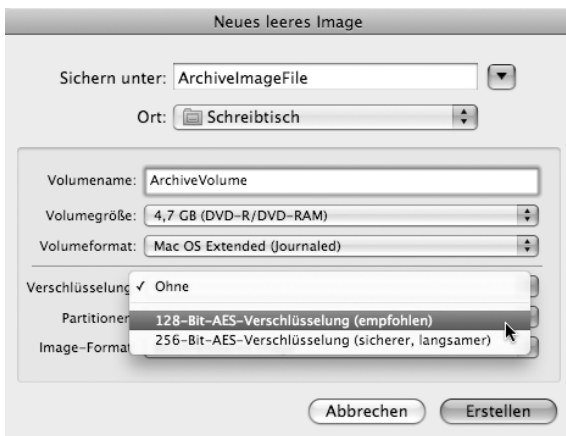 Neues leeres Image
Sichern unter: ArchiveImageFile
Ort: Schreibtisch
Volumename: ArchiveVolume
Volumegröße: 4,7 GB (DVD-R/DVD-RAM)
Volumeformat: Mac OS Extended (Journaled)
Verschlüsselung ✓ Ohne
128-Bit-AES-Verschlüsselung (empfohlen)
256-Bit-AES-Verschlüsselung (sicherer, langsamer)
Partitionen
Image-Format
Abbrechen Erstellen